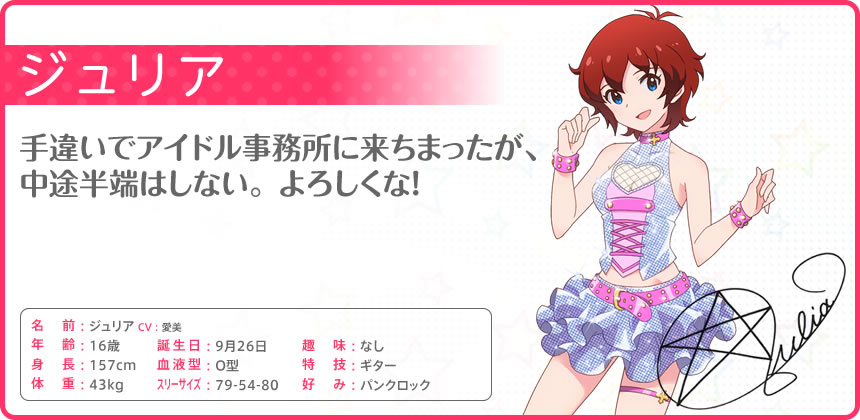 ジュリア
手違いでアイドル事務所に来ちまったが、
中途半端はしない。よろしくな!
名 前：ジュリア CV：愛美
年 齢：16歳 誕生日：9月26日 趣 味：なし
身 長：157cm 血液型：O型 特 技：ギター
体 重：43kg スリーサイズ：79-54-80 好 み：パンクロック
Julia